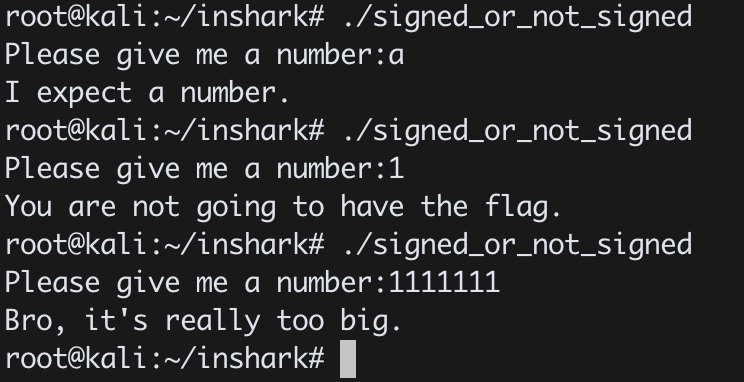 root@kali:~/inshark# ./signed_or_not_signed
Please give me a number:a
I expect a number.
root@kali:~/inshark# ./signed_or_not_signed
Please give me a number:1
You are not going to have the flag.
root@kali:~/inshark# ./signed_or_not_signed
Please give me a number:1111111
Bro, it's really too big.
root@kali:~/inshark#